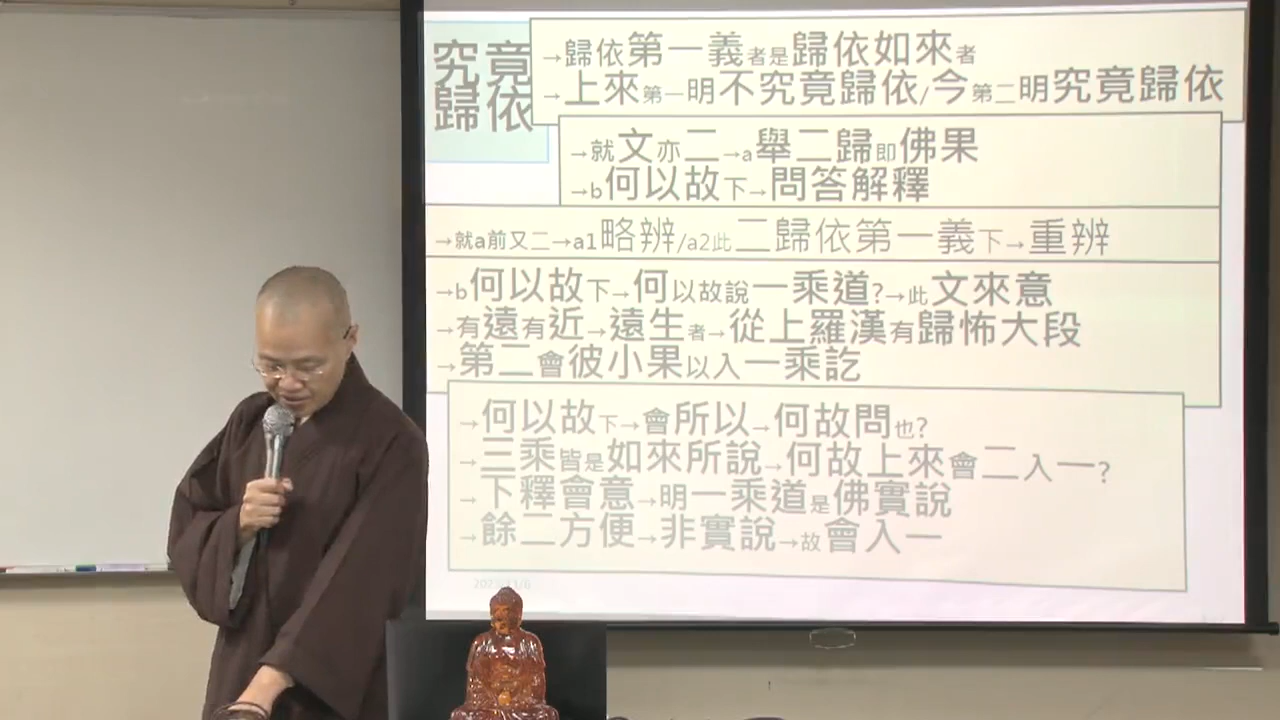 究竟
歸依
→歸依第一義者是歸依如來者
→上來第一明不究竟歸依/今第二明究竟歸依
→就文亦二→a舉二歸即佛果
→b何以故下→問答解釋
→就a前又二→a1略辨/a2此二歸依第一義下→重辨
→b何以故下→何以故說一乘道?→此文來意
→有遠有近→遠生者→從上羅漢有歸怖大段
→第二會彼小果以入一乘訖
→何以故下→會所以→何故問也?
→三乘皆是如來所說→何故上來會二入一?
→下釋會意→明一乘道是佛實說
→餘二方便→非實說→故會入一